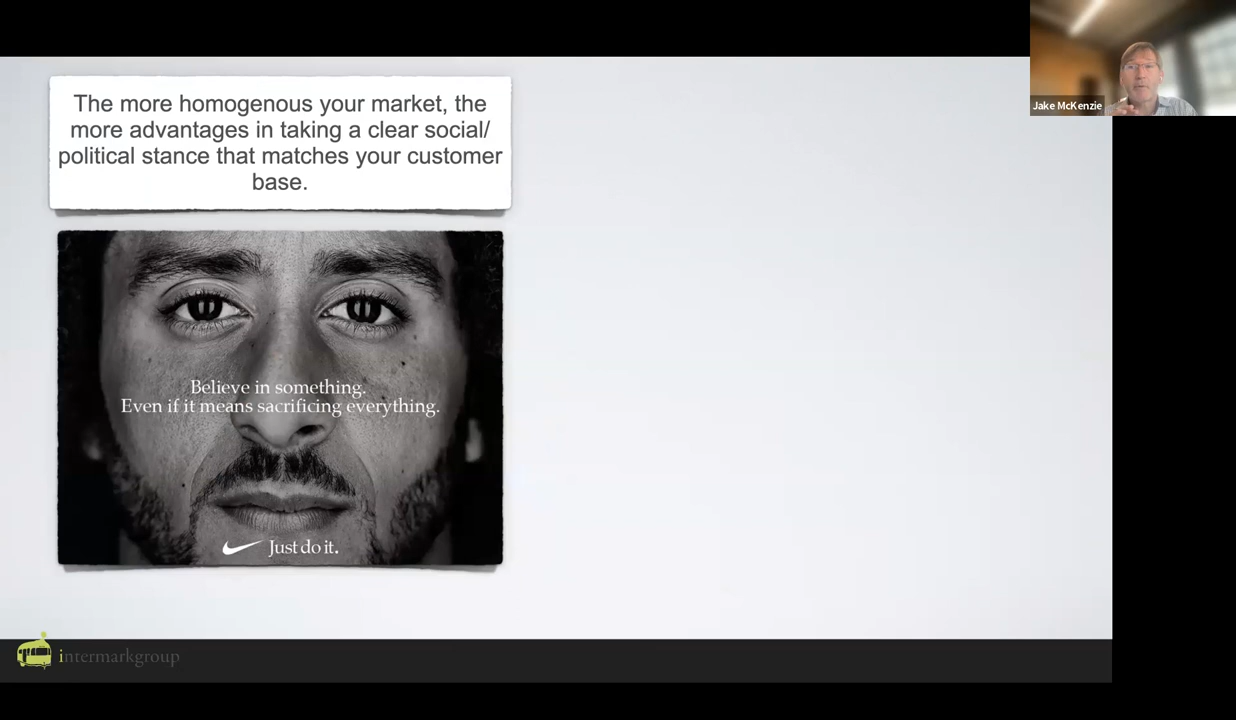 The more homogenous your market, the
more advantages in taking a clear social/
political stance that matches your customer
base.
Jake McKenzie
Believe in something.
Even if it means sacrificing everything.
Just do it.
intermarkgroup